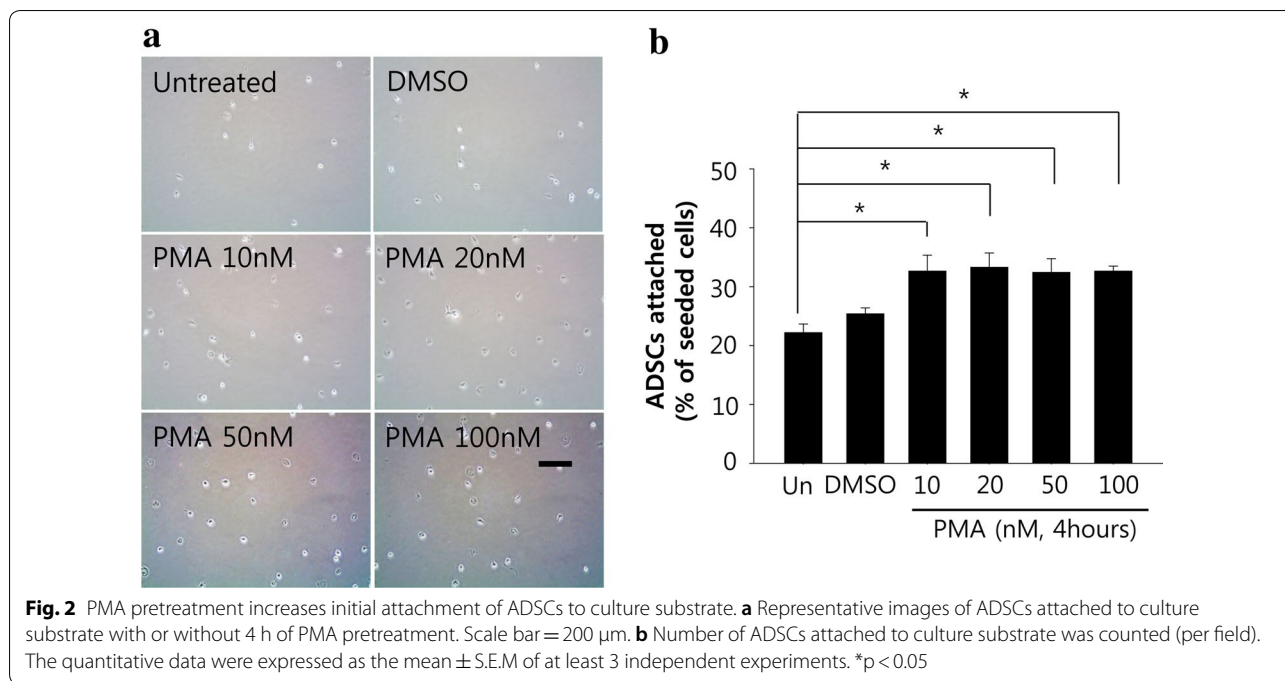 a
Untreated
DMSO
PMA 10nM
PMA 20nM
PMA 50nM
PMA 100nM
b
*
*
*
*
ADSCs attached
(% of seeded cells)
50
40
30
20
10
0
Un DMSO 10 20 50 100
PMA (nM, 4hours)
Fig. 2 PMA pretreatment increases initial attachment of ADSCs to culture substrate. a Representative images of ADSCs attached to culture
substrate with or without 4 h of PMA pretreatment. Scale bar = 200 μm. b Number of ADSCs attached to culture substrate was counted (per field).
The quantitative data were expressed as the mean ± S.E.M of at least 3 independent experiments. *p < 0.05